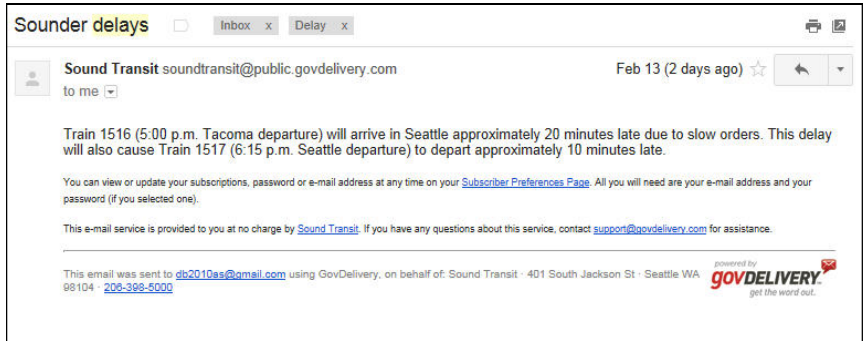 Sounder delays Inbox x Delay x
Sound Transit soundtransit@public.govdelivery.com Feb 13 (2 days ago)
to me
Train 1516 (5:00 p.m. Tacoma departure) will arrive in Seattle approximately 20 minutes late due to slow orders. This delay
will also cause Train 1517 (6:15 p.m. Seattle departure) to depart approximately 10 minutes late.
You can view or update your subscriptions, password or e-mail address at any time on your Subscriber Preferences Page. All you will need are your e-mail address and your
password (if you selected one).
This e-mail service is provided to you at no charge by Sound Transit. If you have any questions about this service, contact support@govdelivery.com for assistance.
This email was sent to db2010as@gmail.com using GovDelivery, on behalf of: Sound Transit · 401 South Jackson St · Seattle WA
98104 · 206-398-5000
powered by
GOVDELIVERY
get the word out.